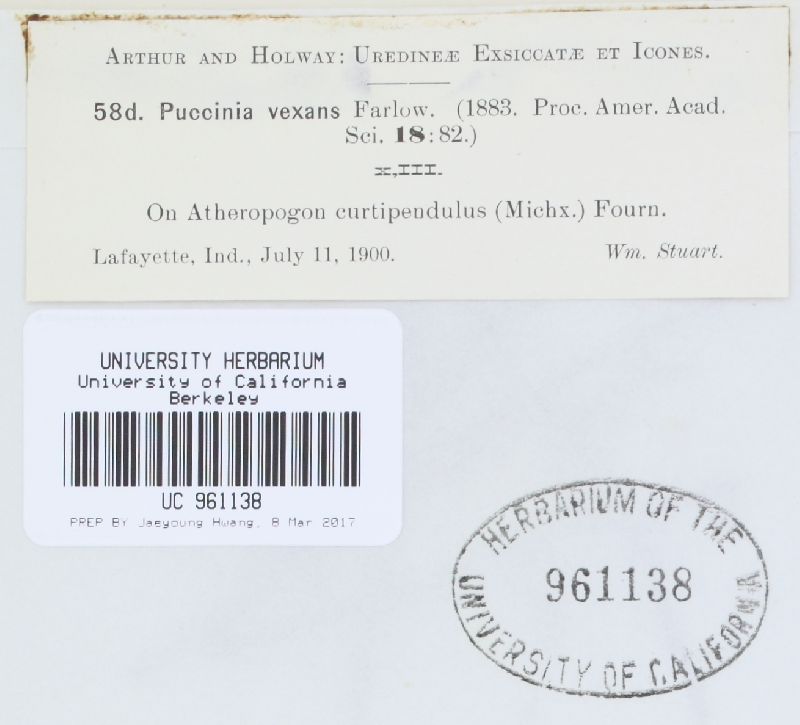 ARTHUR AND HOLWAY: UREDINEÆ EXSICCATÆ ET ICONES.
58d. Puccinia vexans Farlow. (1883. Proc. Amer. Acad.
Sci. 18:82.)
x,III.
On Atheropogon curtipendulus (Michx.) Fourn.
Lafayette, Ind., July 11, 1900. Wm. Stuart.
UNIVERSITY HERBARIUM
University of California
Berkeley
UC 961138
PREP BY Jaeyoung Hwang, 8 Mar 2017
HERBARIUM OF THE
961138
UNIVERSITY OF CALIFORNIA